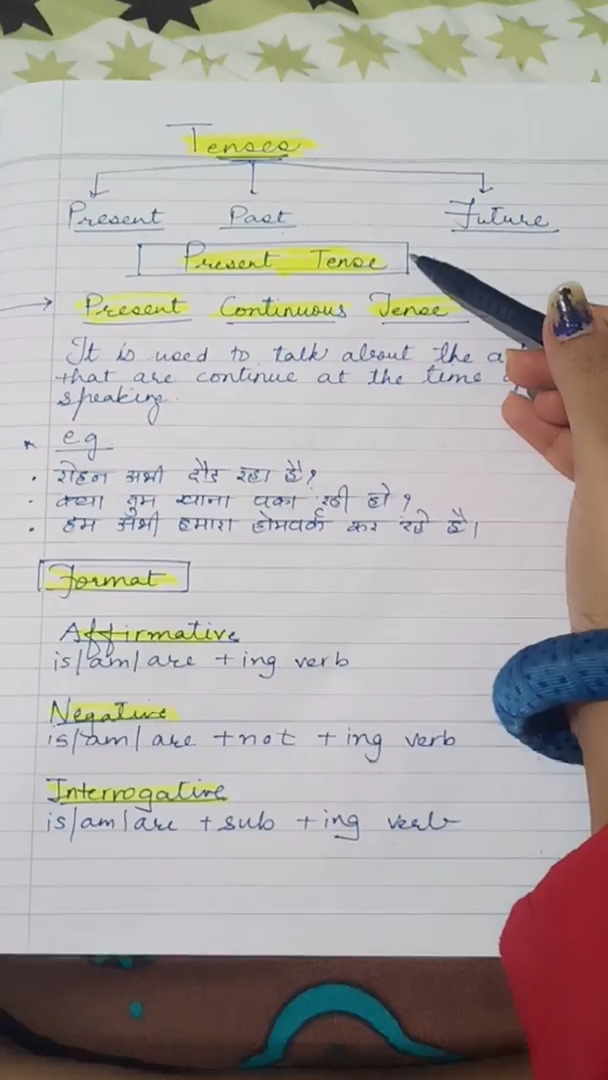 Tenses
Present Past Future
Present Tense
Present Continuous Tense
It is used to talk about the
that are continue at the time
speaking.
e.g.
रोहन अभी दौड़ रहा है?
क्या तुम खाना पका रही हो?
हम अभी हमारा होमवर्क कर रहे है।
Format
Affirmative
is/am/are + ing verb
Negative
is/am/are + not + ing verb
Interrogative
is/am/are + sub + ing verb